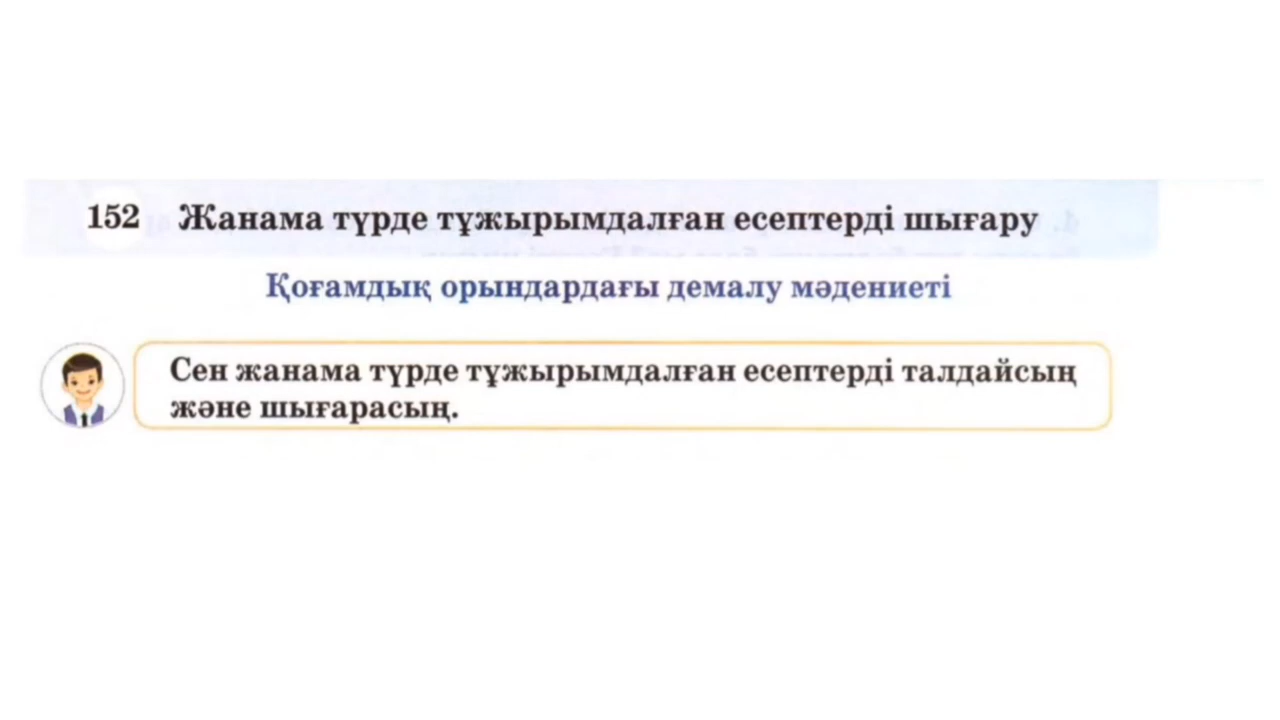 152 Жанама түрде тұжырымдалған есептерді шығару
Қоғамдық орындардағы демалу мәдениеті
Сен жанама түрде тұжырымдалған есептерді талдайсың
және шығарасың.